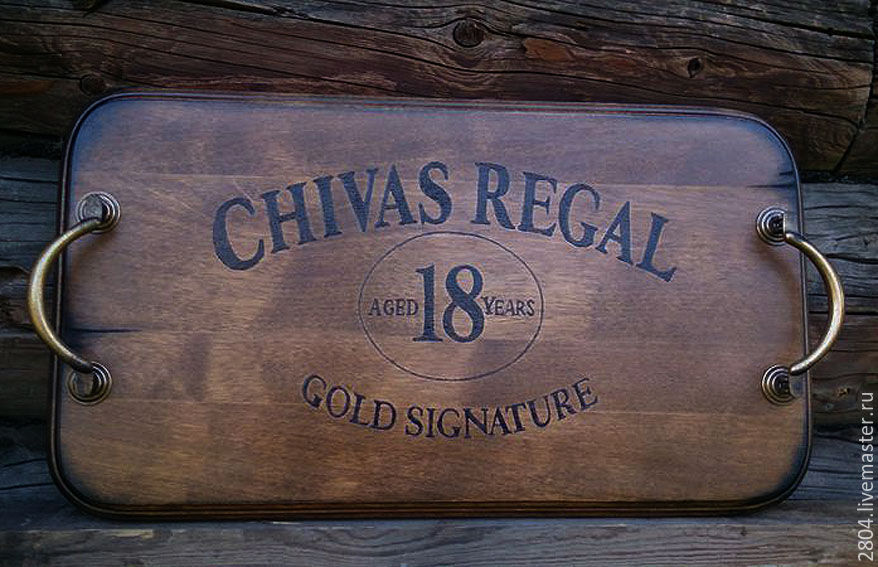 CHIVAS REGAL
AGED 18 YEARS
GOLD SIGNATURE
2804.livemaster.ru